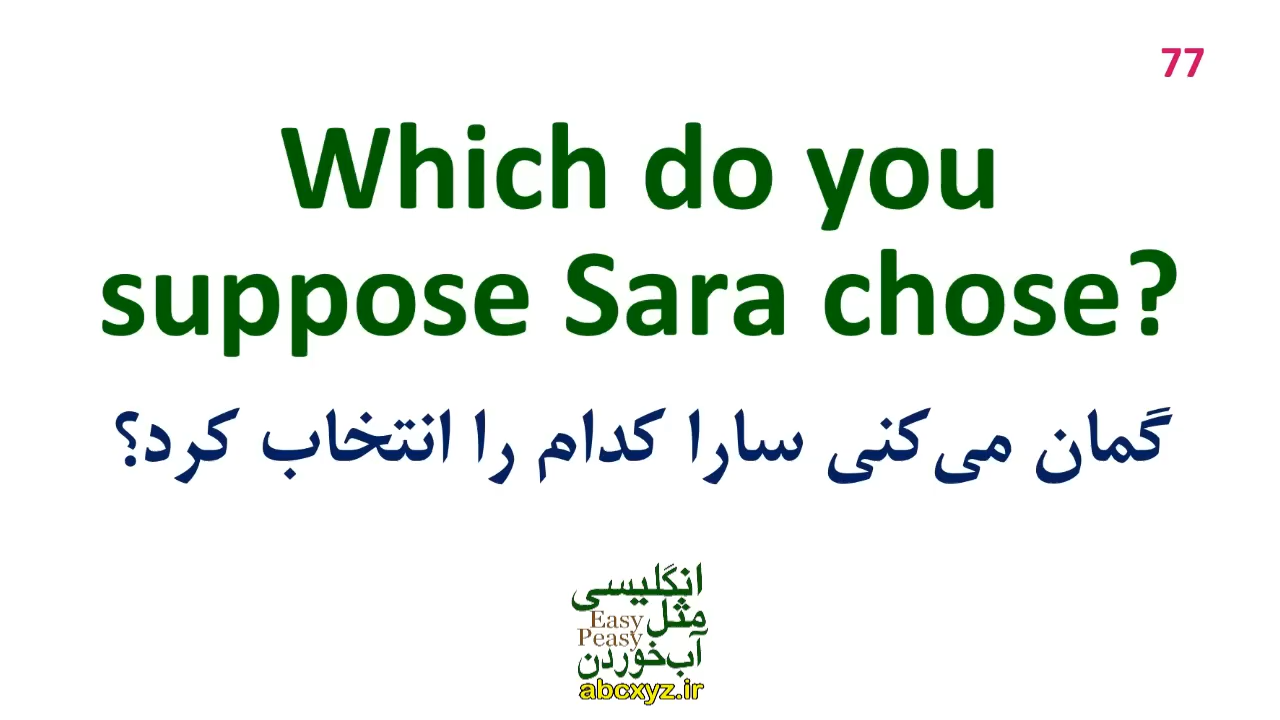 77
Which do you
suppose Sara chose?
گمان می‌کنی سارا کدام را انتخاب کرد؟
انگلیسی
مثل
Easy
Peasy
آب‌خوردن
abcxyz.ir